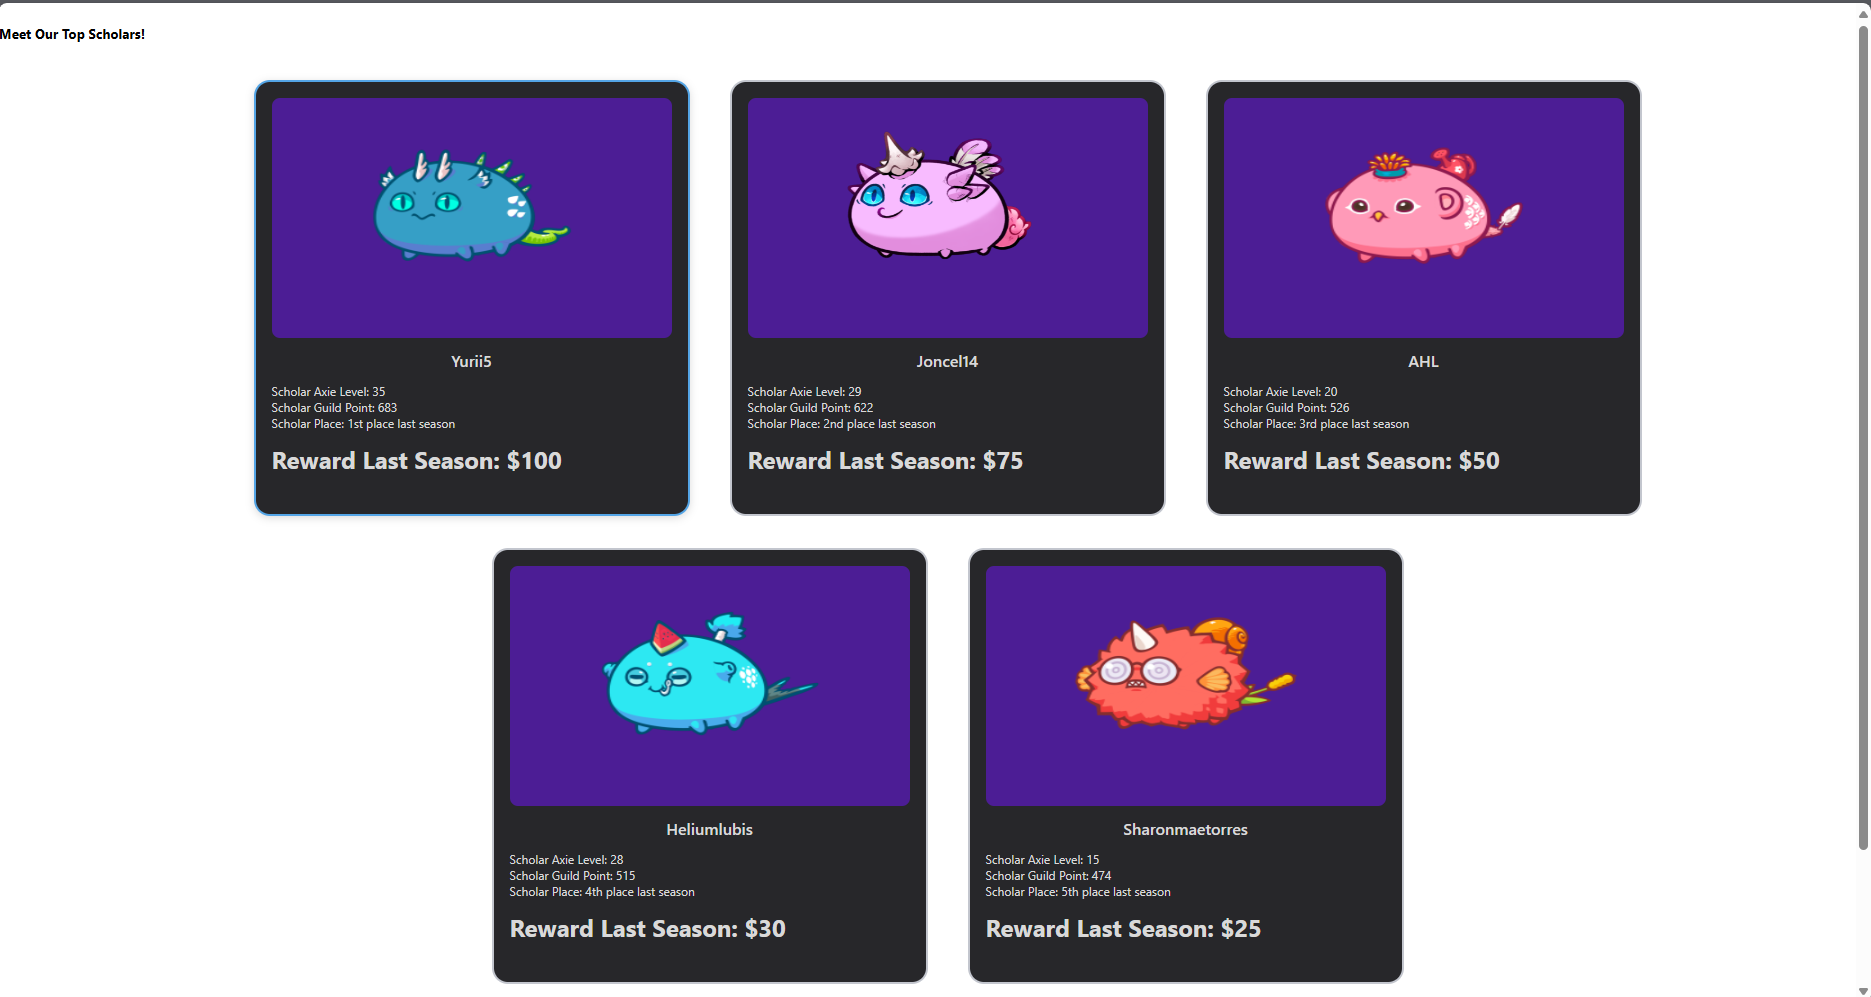 Meet Our Top Scholars!
Yurii5
Scholar Axie Level: 35
Scholar Guild Point: 683
Scholar Place: 1st place last season
Reward Last Season: $100
Joncel14
Scholar Axie Level: 29
Scholar Guild Point: 622
Scholar Place: 2nd place last season
Reward Last Season: $75
AHL
Scholar Axie Level: 20
Scholar Guild Point: 526
Scholar Place: 3rd place last season
Reward Last Season: $50
Heliumlubis
Scholar Axie Level: 28
Scholar Guild Point: 515
Scholar Place: 4th place last season
Reward Last Season: $30
Sharonmaetorres
Scholar Axie Level: 15
Scholar Guild Point: 474
Scholar Place: 5th place last season
Reward Last Season: $25